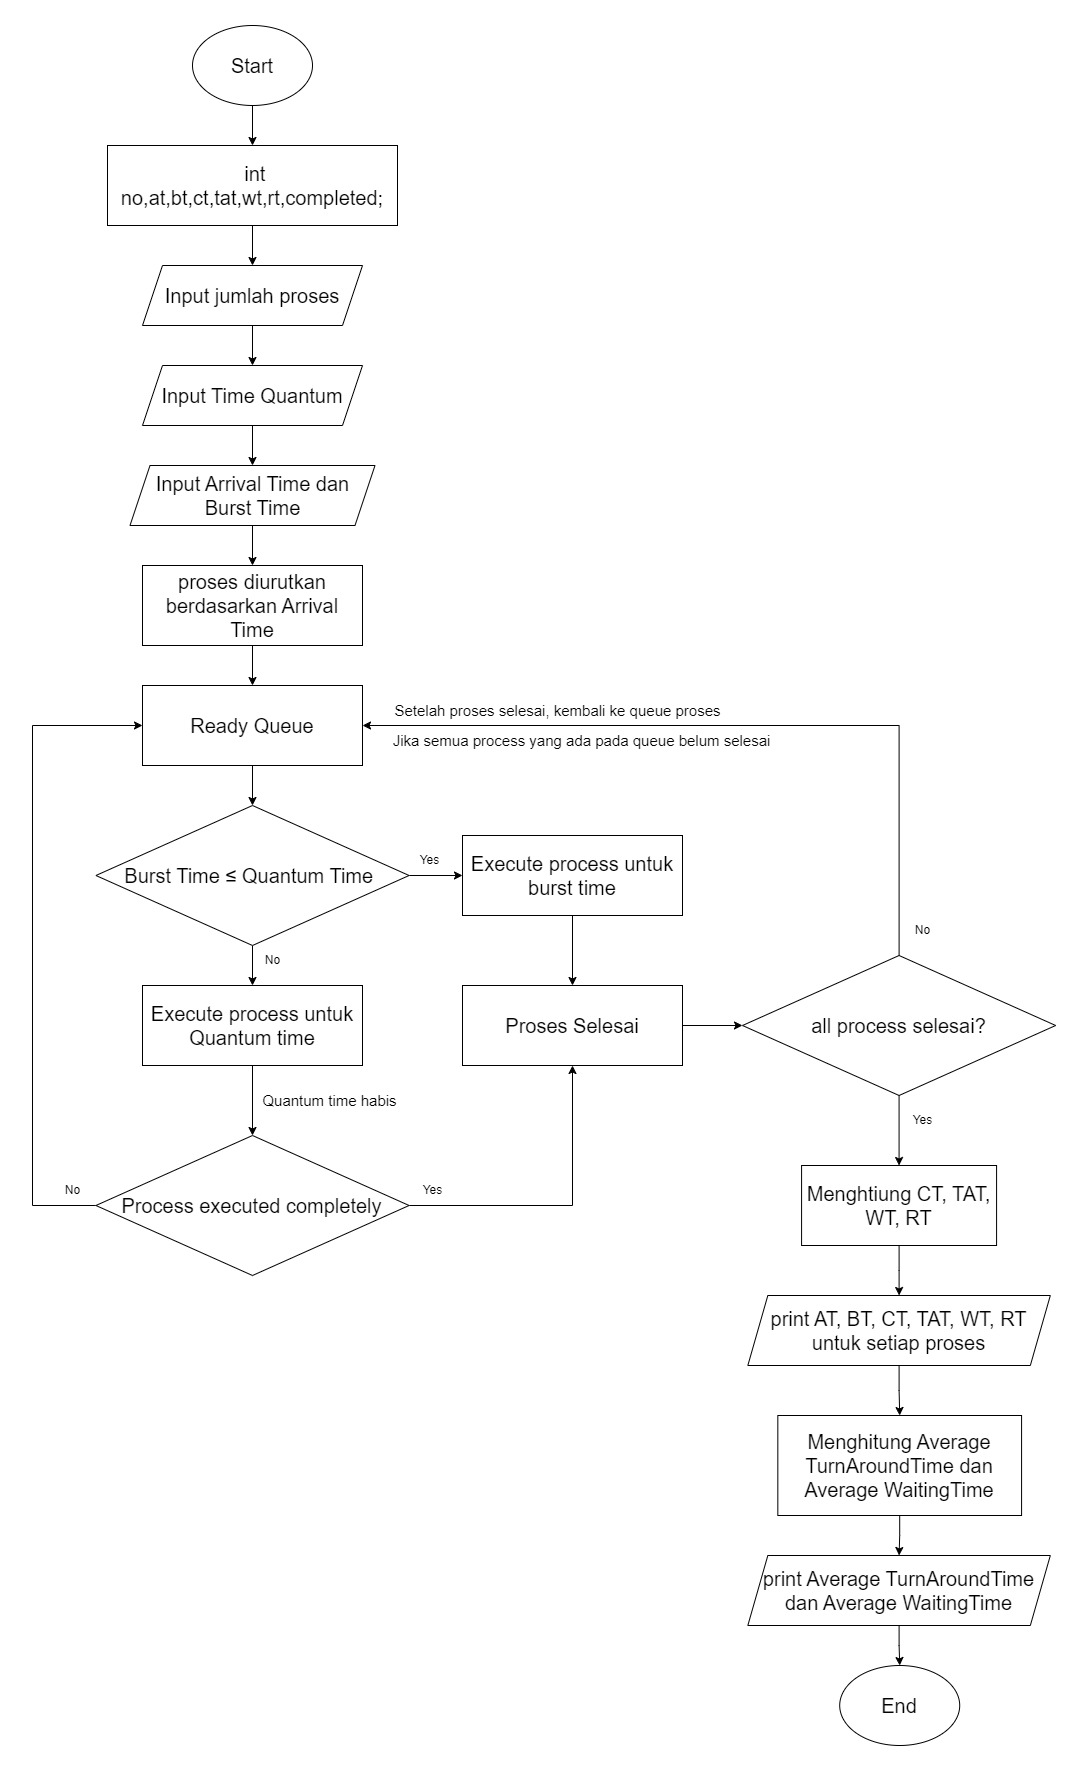 Start
int
no,at,bt,ct,tat,wt,rt,completed;
Input jumlah proses
Input Time Quantum
Input Arrival Time dan
Burst Time
proses diurutkan
berdasarkan Arrival
Time
Ready Queue
Setelah proses selesai, kembali ke queue proses
Jika semua process yang ada pada queue belum selesai
Burst Time ≤ Quantum Time
Yes
Execute process untuk
burst time
No
Execute process untuk
Quantum time
Quantum time habis
Process executed completely
No
Yes
Proses Selesai
all process selesai?
No
Yes
Menghtiung CT, TAT,
WT, RT
print AT, BT, CT, TAT, WT, RT
untuk setiap proses
Menghitung Average
TurnAroundTime dan
Average WaitingTime
print Average TurnAroundTime
dan Average WaitingTime
End